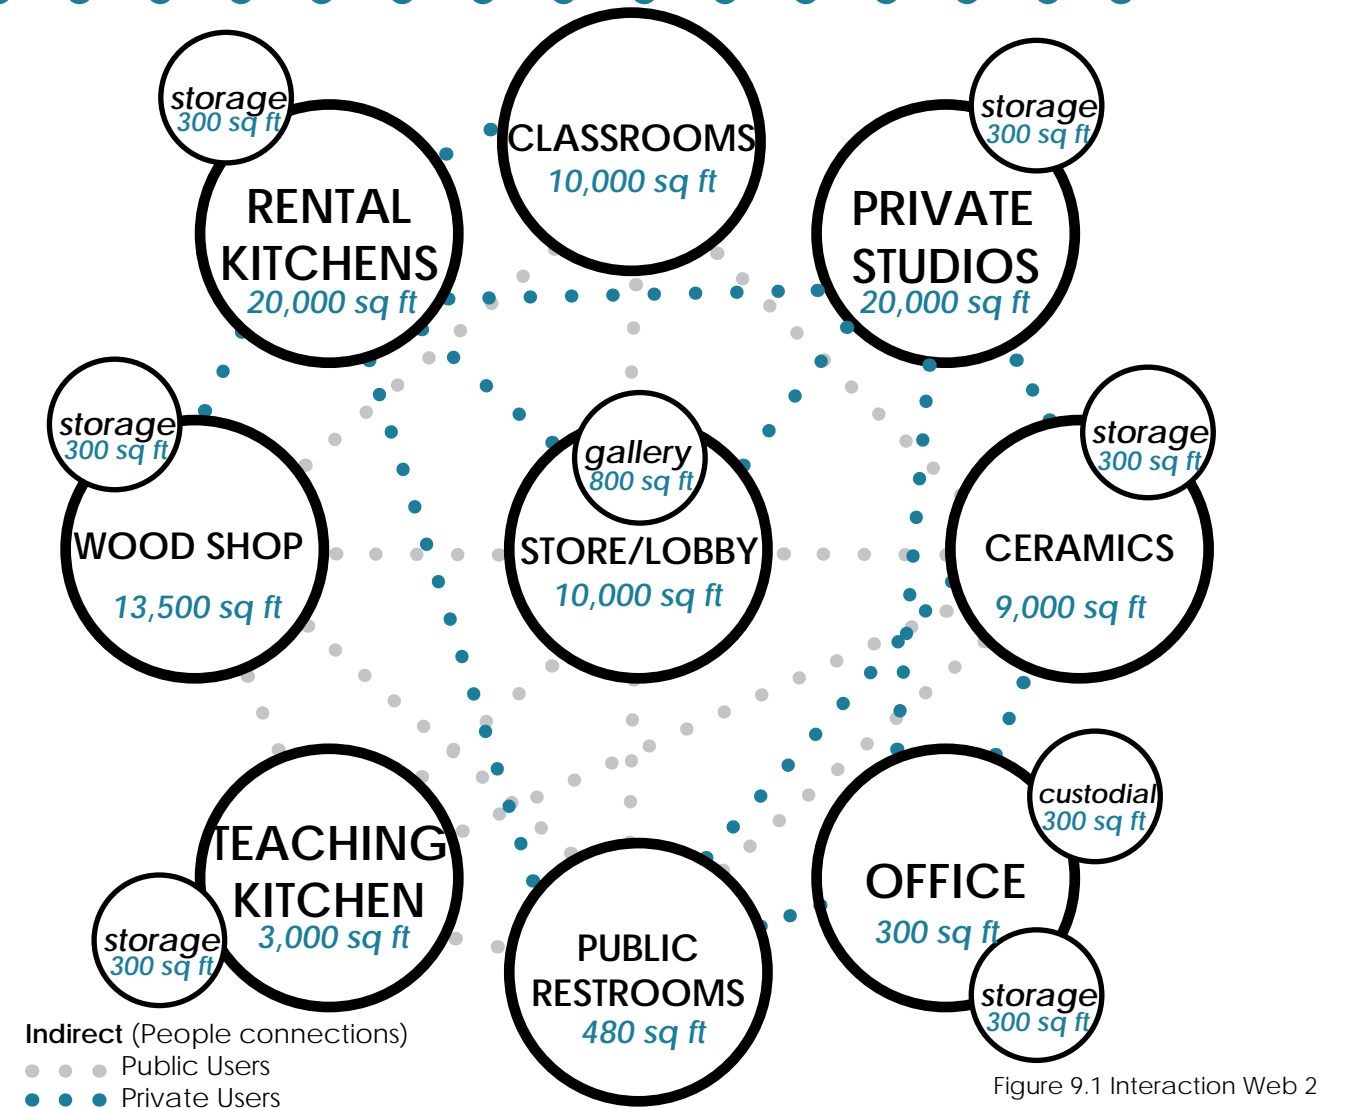 storage
300 sq ft
RENTAL
KITCHENS
20,000 sq ft
CLASSROOMS
10,000 sq ft
storage
300 sq ft
PRIVATE
STUDIOS
20,000 sq ft
storage
300 sq ft
WOOD SHOP
13,500 sq ft
gallery
800 sq ft
STORE/LOBBY
10,000 sq ft
storage
300 sq ft
CERAMICS
9,000 sq ft
TEACHING
KITCHEN
3,000 sq ft
storage
300 sq ft
PUBLIC
RESTROOMS
480 sq ft
custodial
300 sq ft
OFFICE
300 sq ft
storage
300 sq ft
Indirect (People connections)
Public Users
Private Users
Figure 9.1 Interaction Web 2